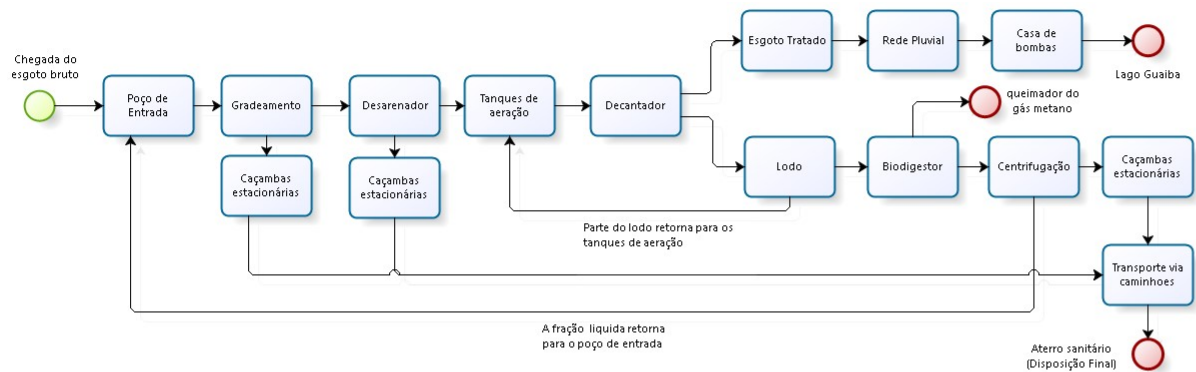 Chegada do
esgoto bruto
Poço de
Entrada
Gradeamento
Desarenador
Tanques de
aeração
Decantador
Esgoto Tratado
Rede Pluvial
Casa de
bombas
Lago Guaiba
queimador do
gás metano
Lodo
Biodigestor
Centrifugação
Caçambas
estacionárias
Caçambas
estacionárias
Caçambas
estacionárias
Parte do lodo retorna para os
tanques de aeração
Transporte via
caminhoes
A fração liquida retorna
para o poço de entrada
Aterro sanitário
(Disposição Final)